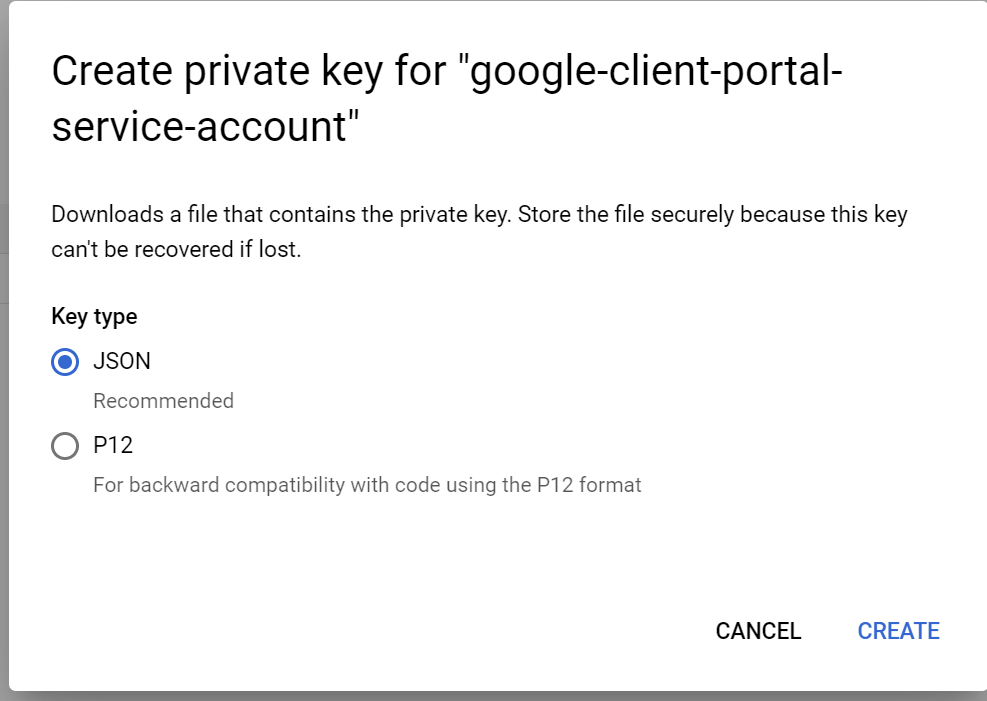 Create private key for "google-client-portal-
service-account"
Downloads a file that contains the private key. Store the file securely because this key
can't be recovered if lost.
Key type
JSON
Recommended
P12
For backward compatibility with code using the P12 format
CANCEL CREATE